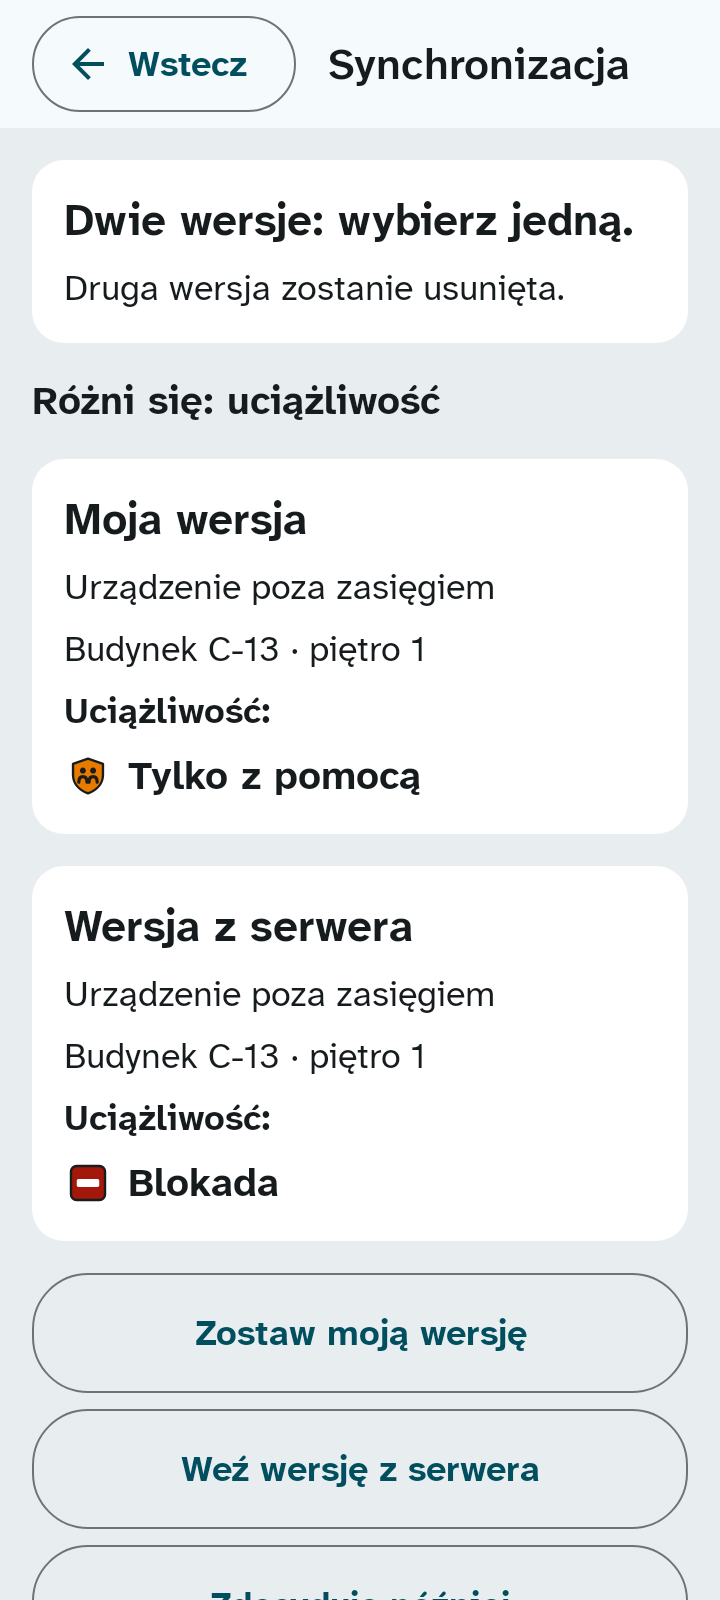 Wstecz
Synchronizacja
Dwie wersje: wybierz jedną.
Druga wersja zostanie usunięta.
Różni się: uciążliwość
Moja wersja
Urządzenie poza zasięgiem
Budynek C-13 · piętro 1
Uciążliwość:
Tylko z pomocą
Wersja z serwera
Urządzenie poza zasięgiem
Budynek C-13 · piętro 1
Uciążliwość:
Blokada
Zostaw moją wersję
Weź wersję z serwera